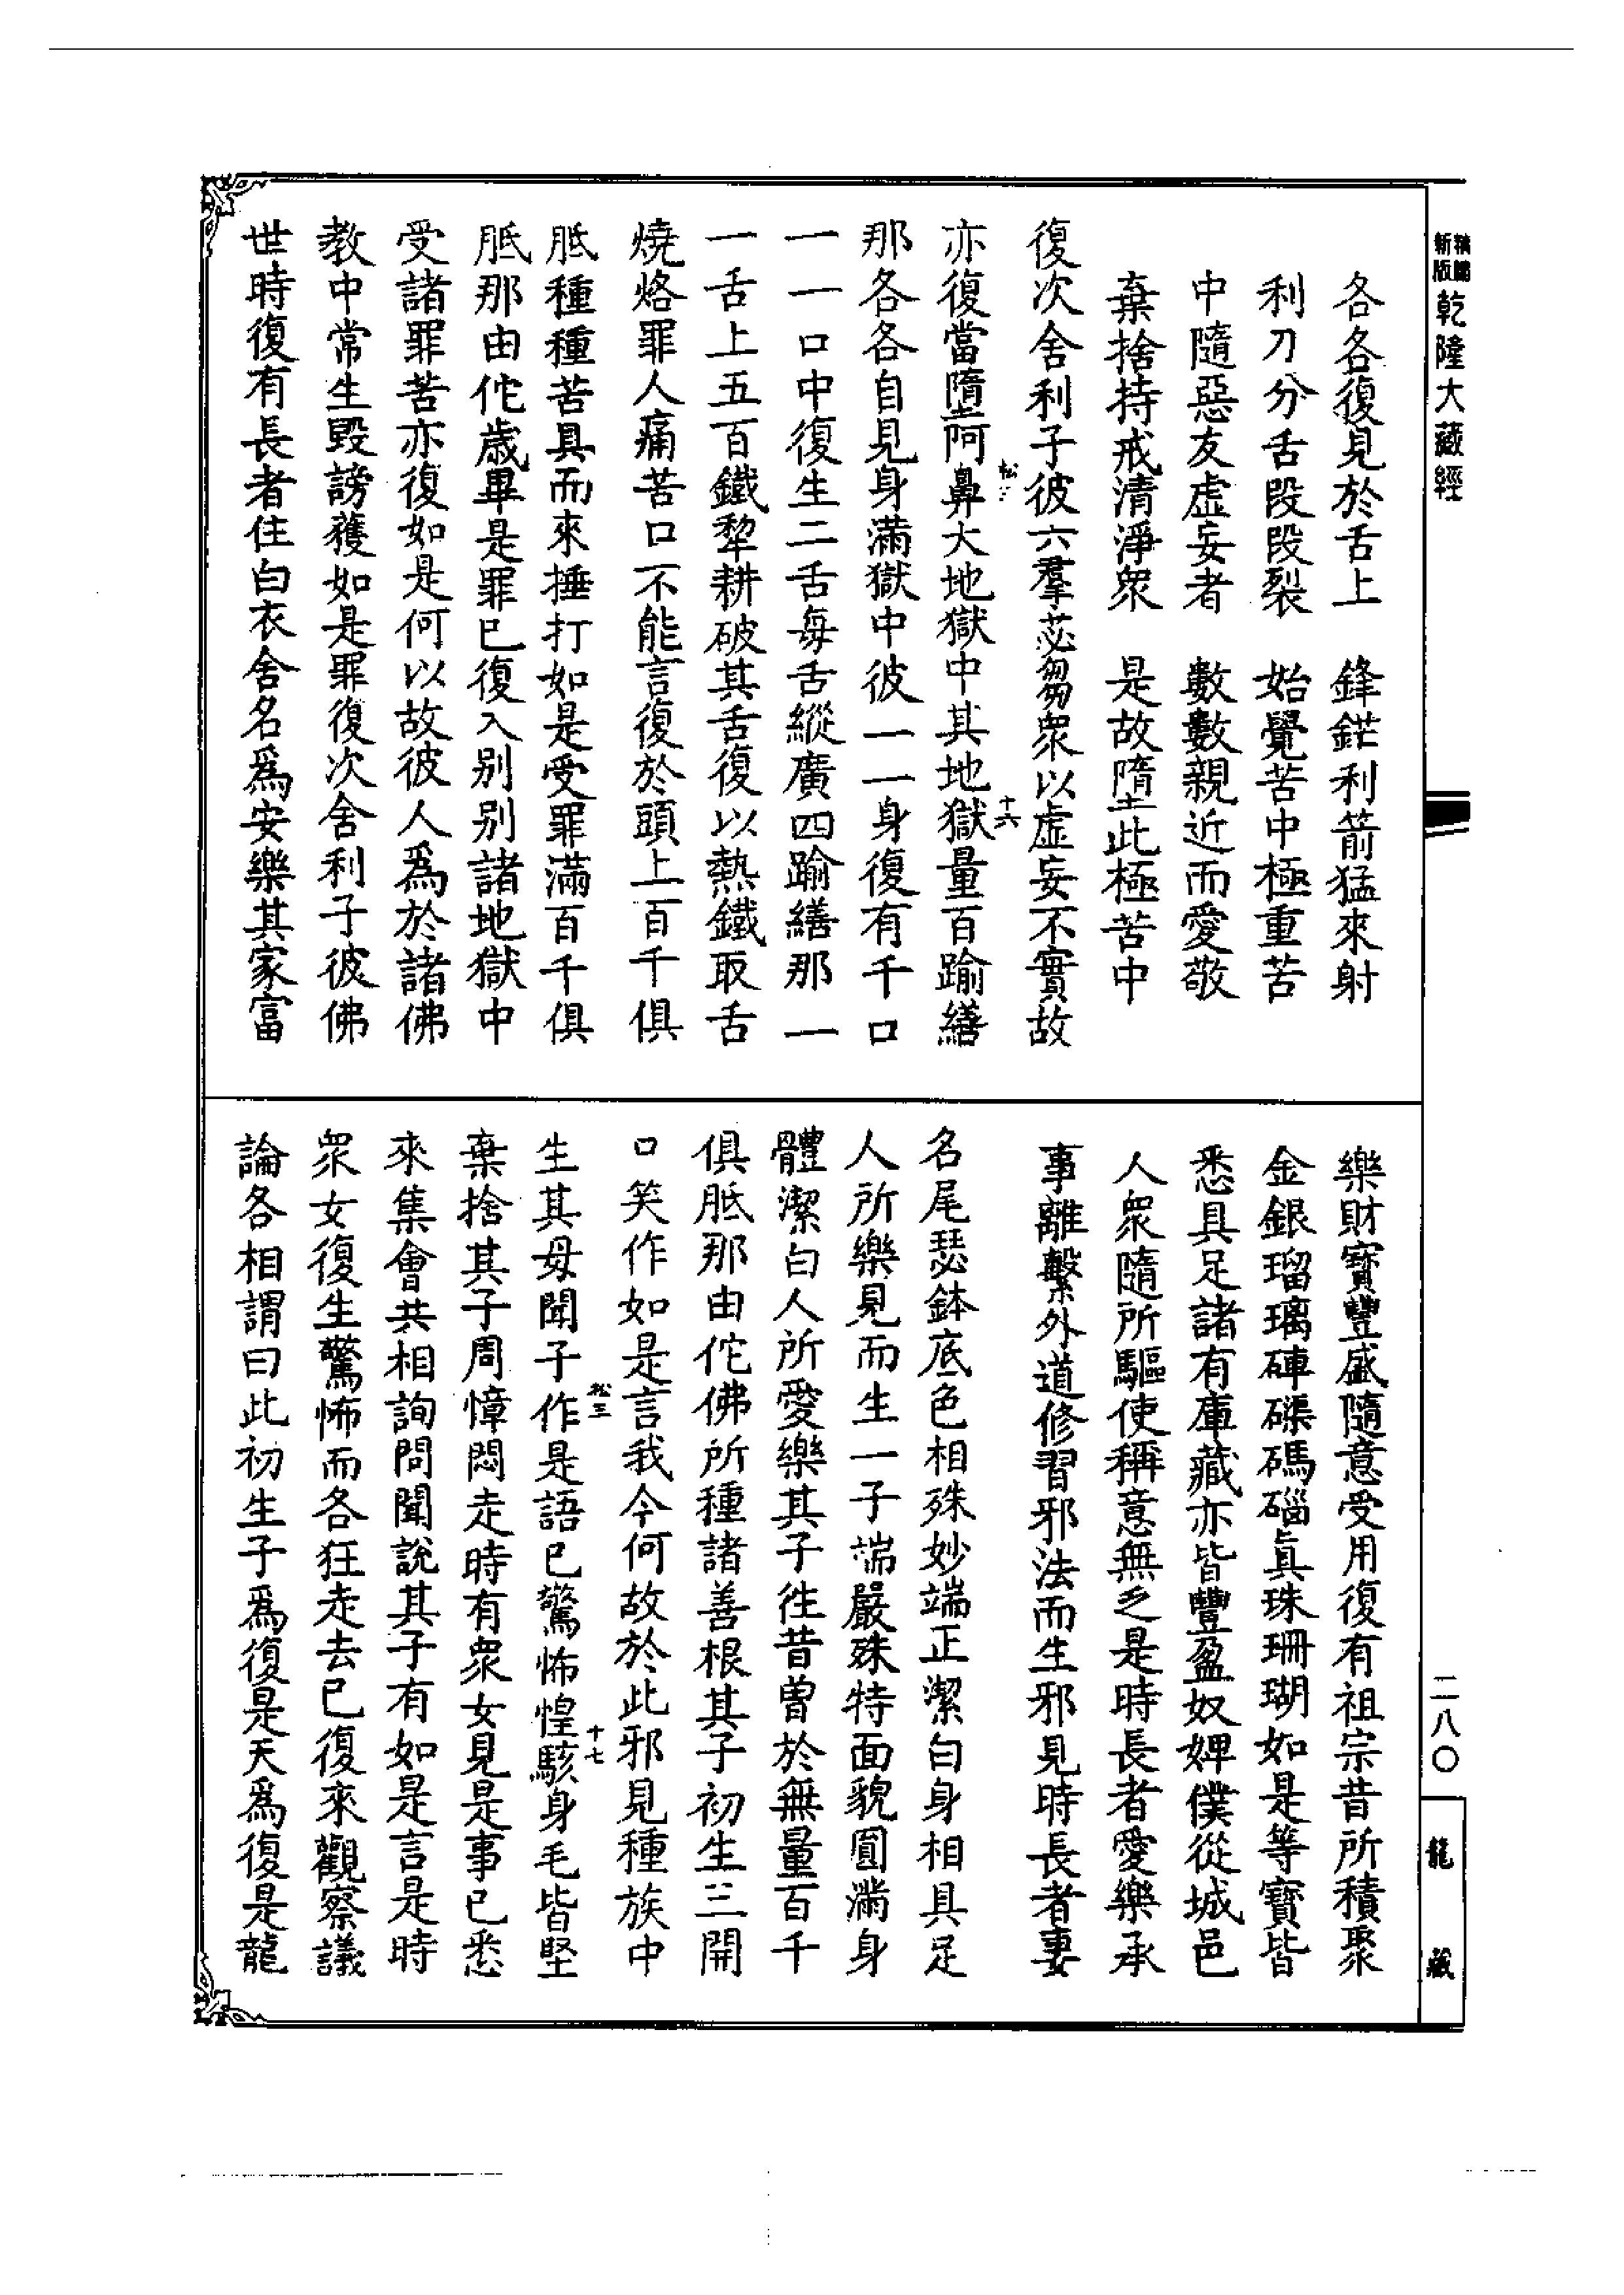 精編新版乾隆大藏經
各各復見於舌上　鋒鋩利箭猛來射
利刀分舌段段裂　始覺苦中極重苦
中隨惡友虛妄者　數數親近而愛敬
棄捨持戒清淨衆　是故墮此極苦中
復次舍利子彼六羣苾芻衆以虛妄不實故
亦復當墮阿鼻大地獄中其地獄量百踰繕
松三
十六
那各各自見身滿獄中彼一一身復有千口
一一口中復生二舌每舌縱廣四踰繕那一
一舌上五百鐵犂耕破其舌復以熱鐵取舌
燒烙罪人痛苦口不能言復於頭上百千俱
胝種種苦具而來捶打如是受罪滿百千俱
胝那由佗歲畢是罪已復入別別諸地獄中
受諸罪苦亦復如是何以故彼人爲於諸佛
教中常生毀謗獲如是罪復次舍利子彼佛
世時復有長者住白衣舍名爲安樂其家富
樂財寶豐盛隨意受用復有祖宗昔所積聚
金銀瑠璃硨磲碼碯眞珠珊瑚如是等寶皆
悉具足諸有庫藏亦皆豐盈奴婢僕從城邑
人衆隨所驅使稱意無乏是時長者愛樂承
事離繫外道修習邪法而生邪見時長者妻
名尾瑟鉢底色相殊妙端正潔白身相具足
人所樂見而生一子端嚴殊特面貌圓滿身
體潔白人所愛樂其子往昔曾於無量百千
俱胝那由佗佛所種諸善根其子初生三開
口笑作如是言我今何故於此邪見種族中
松三
十七
生其母聞子作是語已驚怖惶駭身毛皆竪
棄捨其子周慞悶走時有衆女見是事已悉
來集會共相詢問聞說其子有如是言是時
衆女復生驚怖而各狂走去已復來觀察議
論各相謂曰此初生子爲復是天爲復是龍
二八〇
龍藏